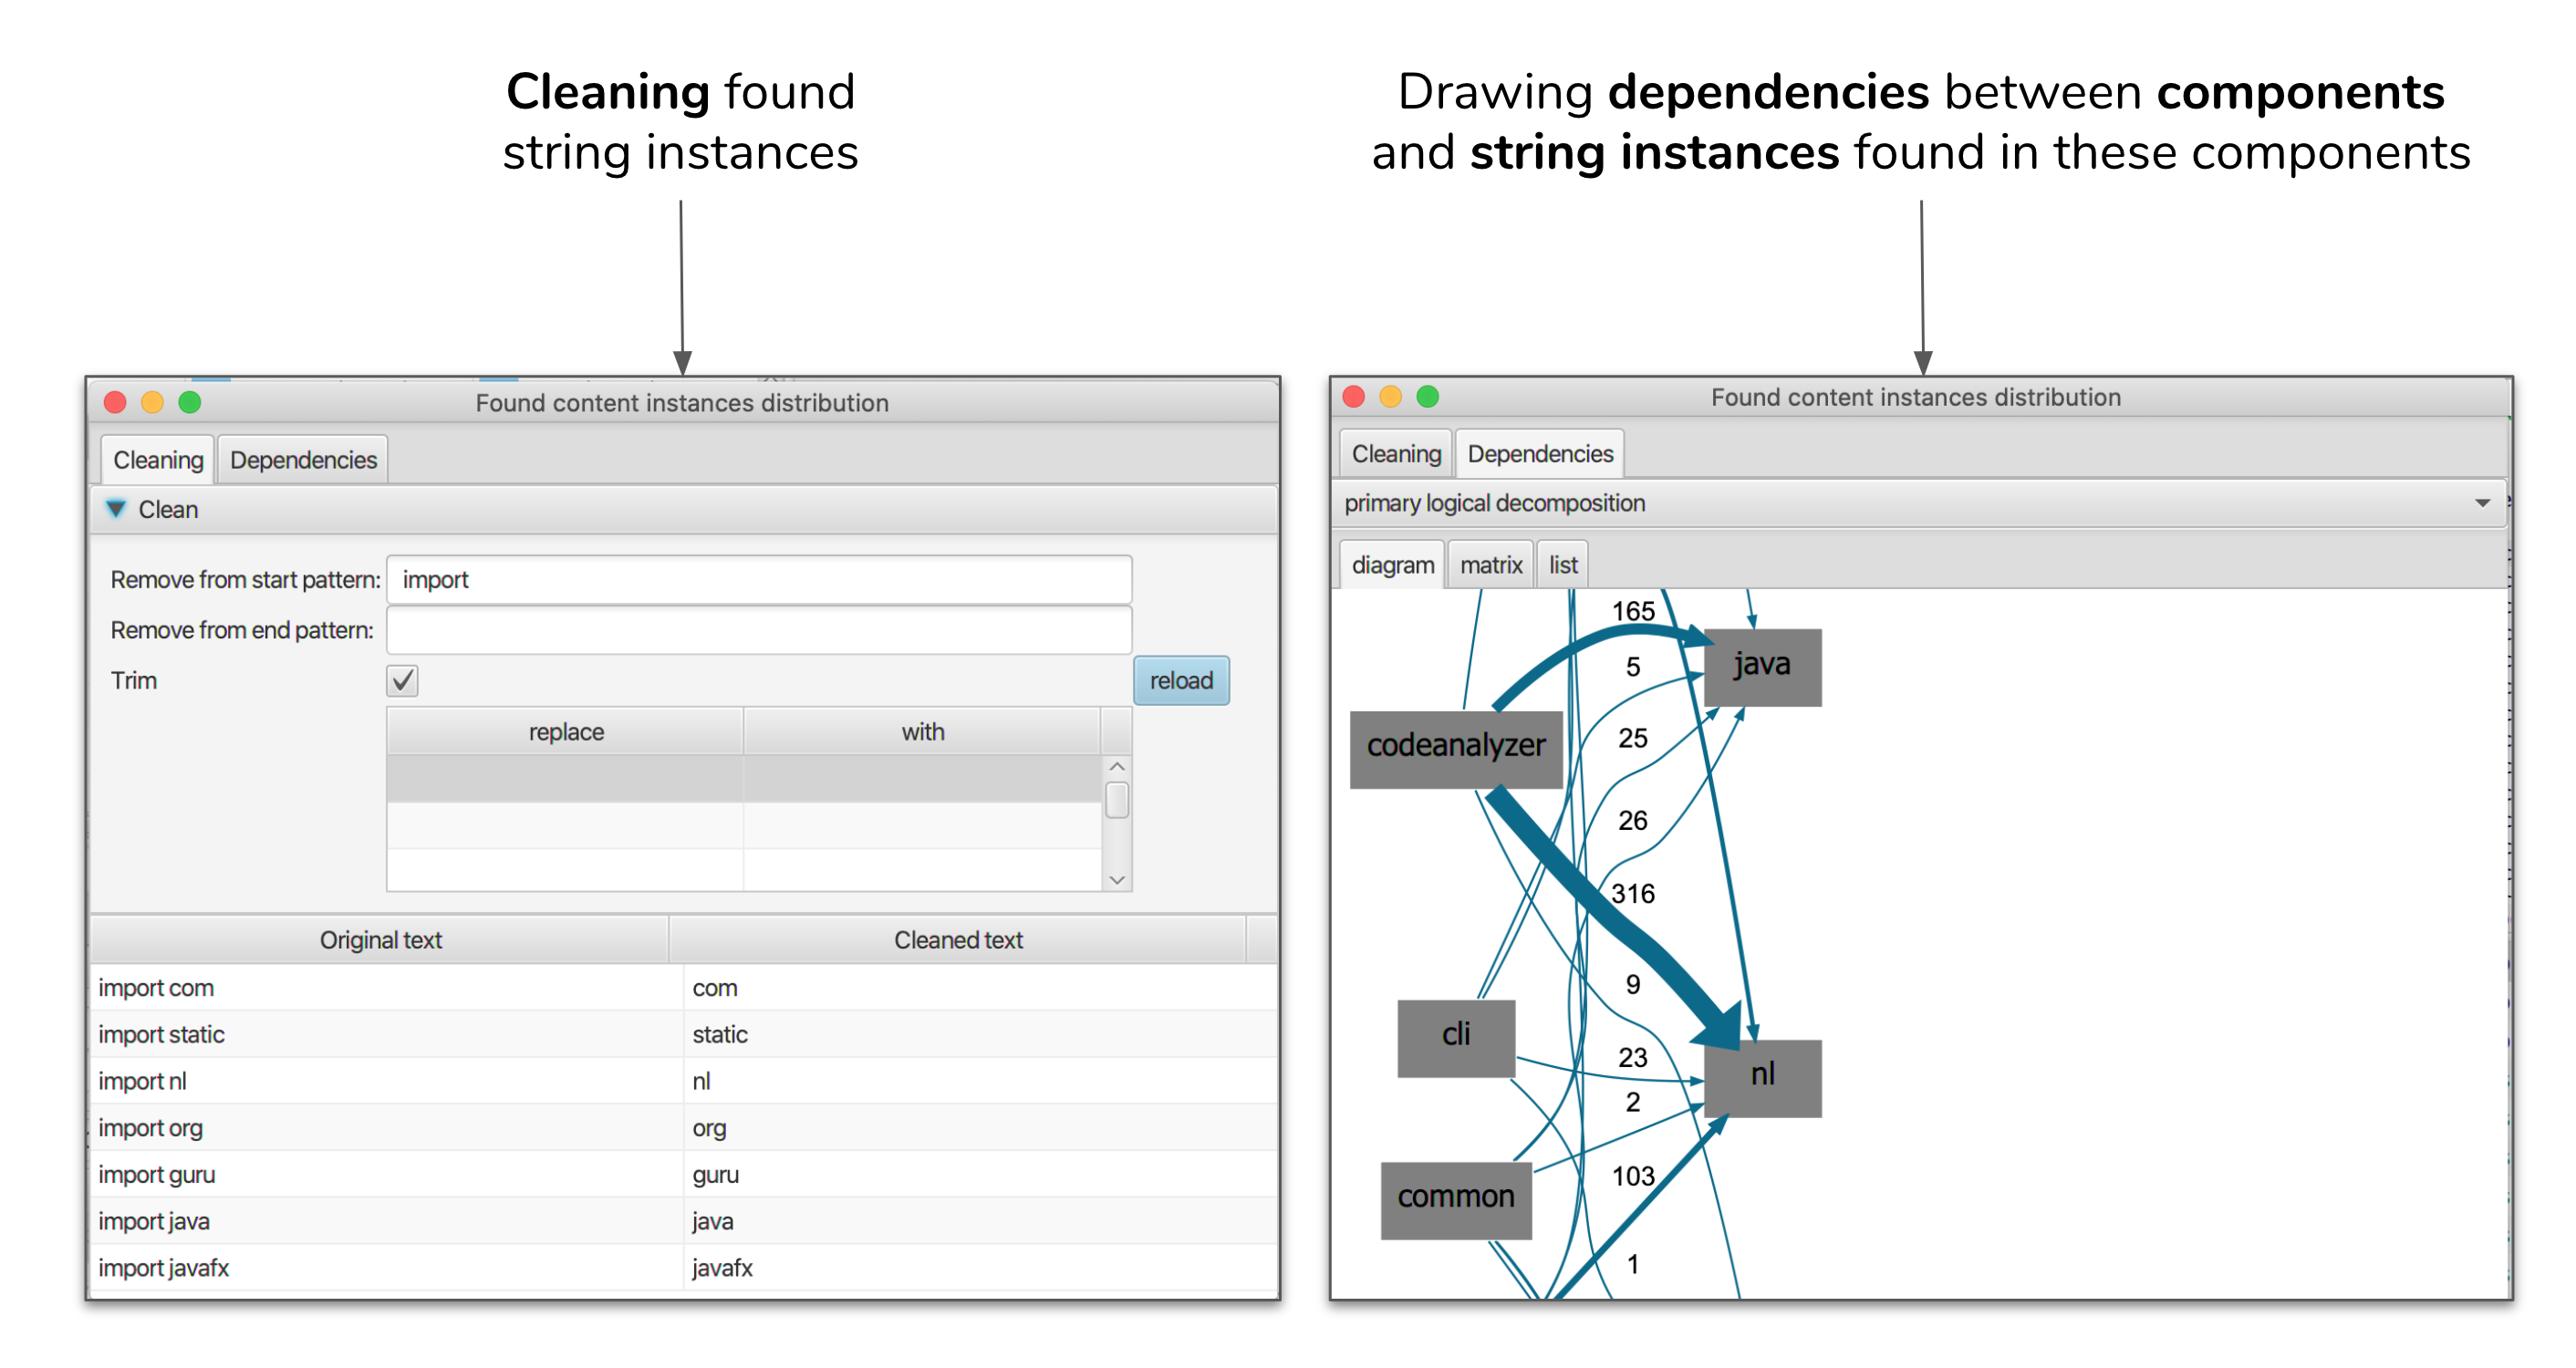 Cleaning found
string instances
Drawing dependencies between components
and string instances found in these components
Found content instances distribution
Cleaning
Dependencies
Clean
Remove from start pattern:
import
Remove from end pattern:
Trim
reload
replace
with
Original text
Cleaned text
import com
com
import static
static
import nl
nl
import org
org
import guru
guru
import java
java
import javafx
javafx
Found content instances distribution
Cleaning
Dependencies
primary logical decomposition
diagram
matrix
list
165
java
5
25
codeanalyzer
26
316
9
cli
23
nl
2
103
common
1